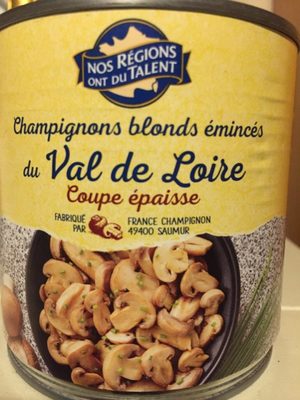 NOS RÉGIONS
ONT DU TALENT
Champignons blonds émincés
du Val de Loire
Coupe épaisse
FABRIQUÉ PAR FRANCE CHAMPIGNON
49400 SAUMUR